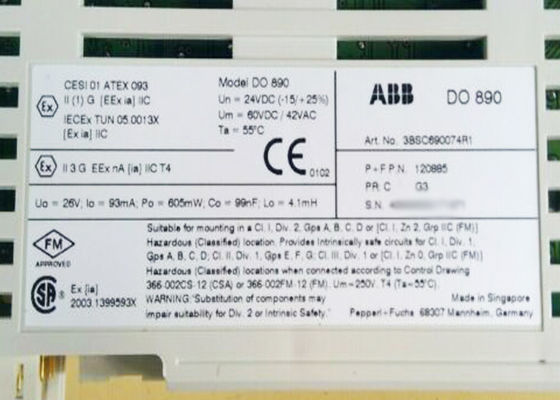 CESI 01 ATEX 093
II (1) G [EEx ia] IIC
IECEx TUN 05.0013X
[Ex ia] IIC
Model DO 890
Un = 24VDC (-15/+25%)
Um = 60VDC / 42VAC
Ta = 55°C
CE 0102
Ex
Ex
II 3 G EEx nA [ia] IIC T4
Uo = 26V, Io = 93mA, Po = 605mW, Co = 99nF, Lo = 4.1mH
ABB DO 890
Art. No. 3BSC690074R1
P+F P.N. 120885
PR. C G3
S.N.
FM
APPROVED
Suitable for mounting in a Cl. I, Div. 2, Gps A, B, C, D or [Cl. I, Zn 2, Grp IIC (FM)]
Hazardous (Classified) location. Provides Intrinsically safe circuits for Cl. I, Div. 1,
Gps A, B, C, D; Cl. II, Div. 1, Gps E, F, G; Cl. III, Div. 1 or [Cl. I, Zn 0, Grp IIC (FM)]
Hazardous (Classified) locations when connected according to Control Drawing
366-002CS-12 (CSA) or 366-002FM-12 (FM). Um=250V. T4 (Ta=55°C).
SA
Ex [ia]
2003.1399593X
WARNING: "Substitution of components may
impair suitability for Div. 2 or Intrinsic Safety."
Made in Singapore
Pepperl-Fuchs 68307 Mannheim, Germany